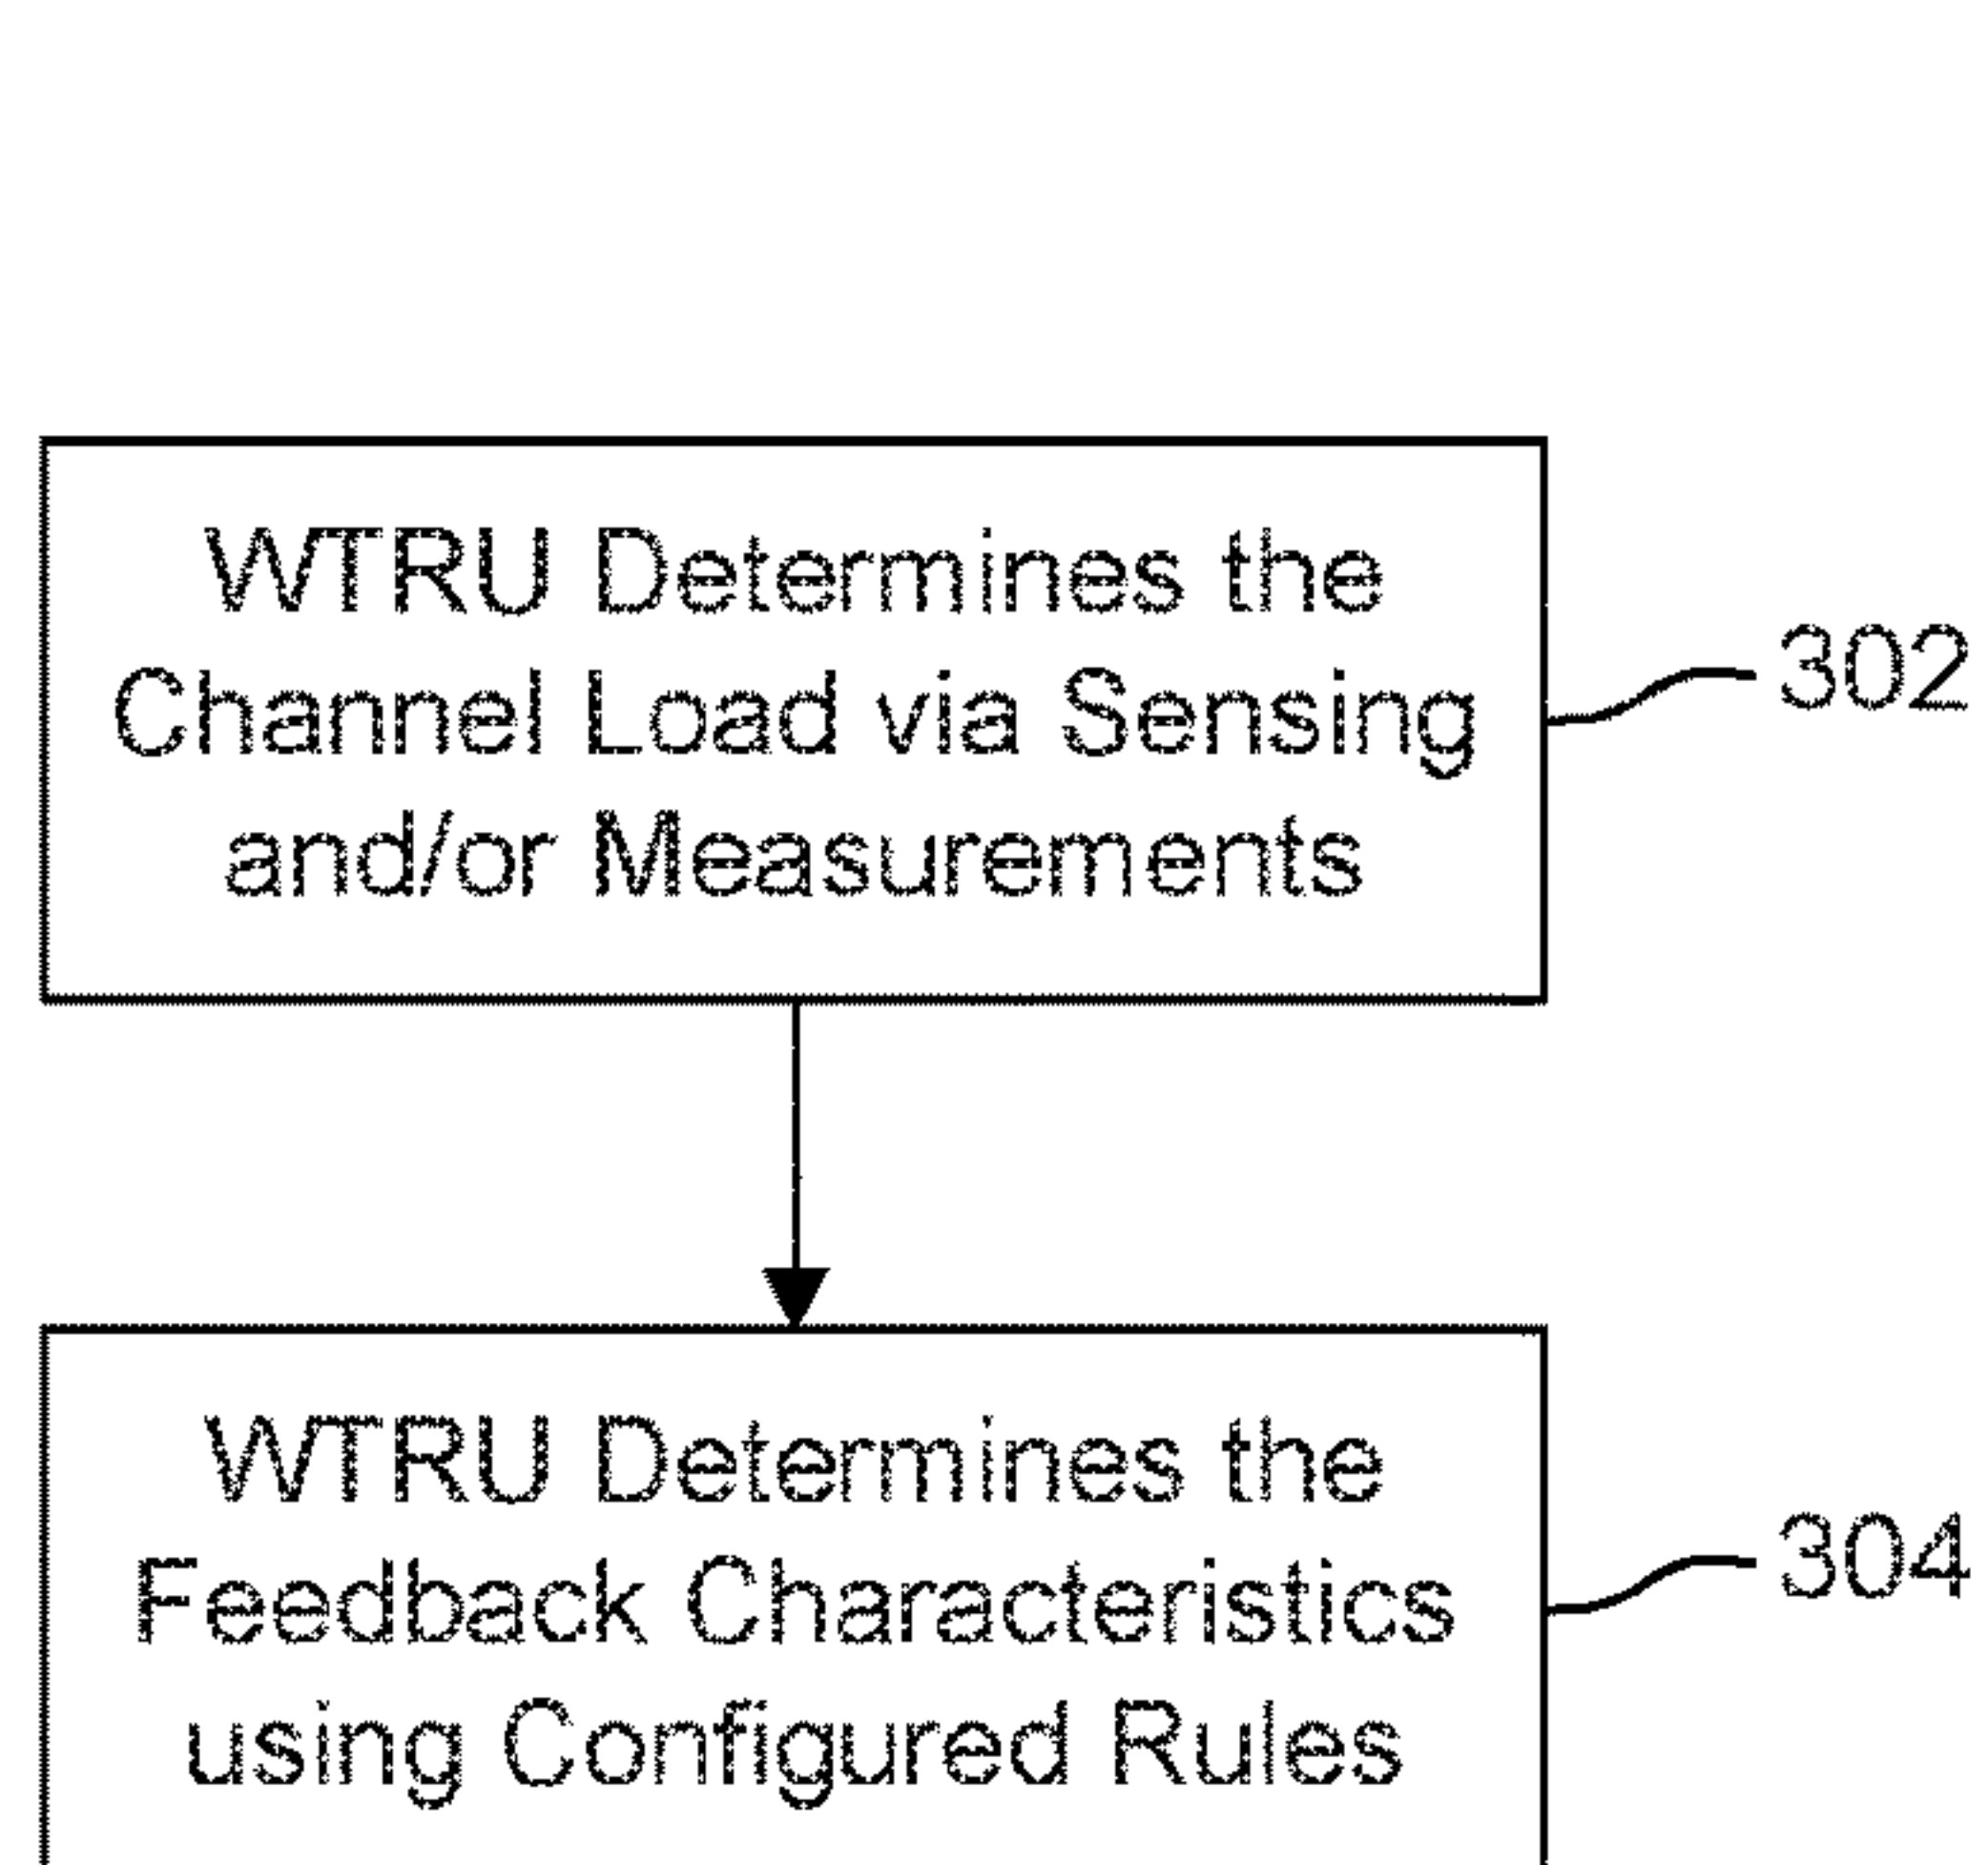 WTRU Determines the
Channel Load via Sensing
and/or Measurements
302
WTRU Determines the
Feedback Characteristics
using Configured Rules
304